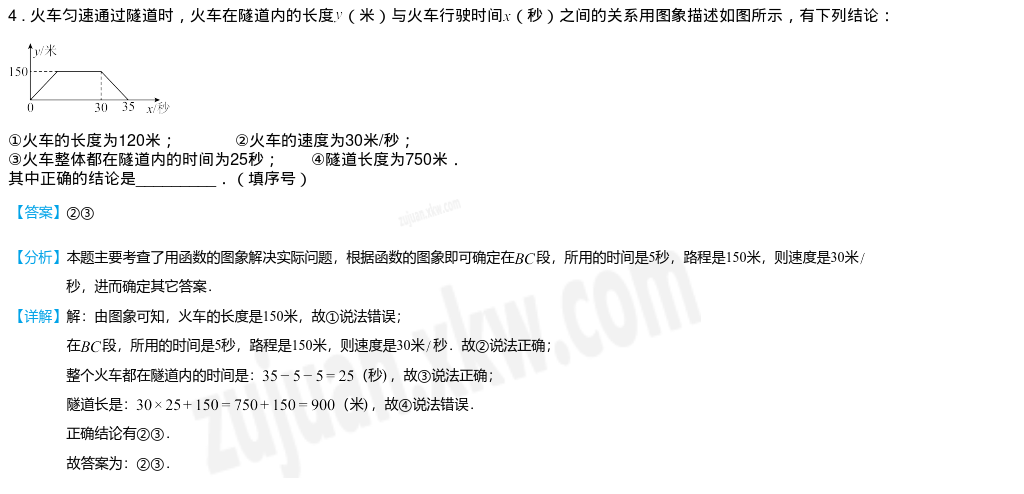 4．火车匀速通过隧道时，火车在隧道内的长度y（米）与火车行驶时间x（秒）之间的关系用图象描述如图所示，有下列结论：
y/米
150
0 30 35 x/秒
①火车的长度为120米； ②火车的速度为30米/秒；
③火车整体都在隧道内的时间为25秒； ④隧道长度为750米．
其中正确的结论是__________．（填序号）
【答案】②③
zujuan.xkw.com
【分析】本题主要考查了用函数的图象解决实际问题，根据函数的图象即可确定在BC段，所用的时间是5秒，路程是150米，则速度是30米/
秒，进而确定其它答案．
【详解】解：由图象可知，火车的长度是150米，故①说法错误；
在BC段，所用的时间是5秒，路程是150米，则速度是30米/秒．故②说法正确；
整个火车都在隧道内的时间是：35−5−5=25（秒），故③说法正确；
隧道长是：30×25+150=750+150=900（米），故④说法错误．
正确结论有②③．
故答案为：②③．
zujuan.xkw.com